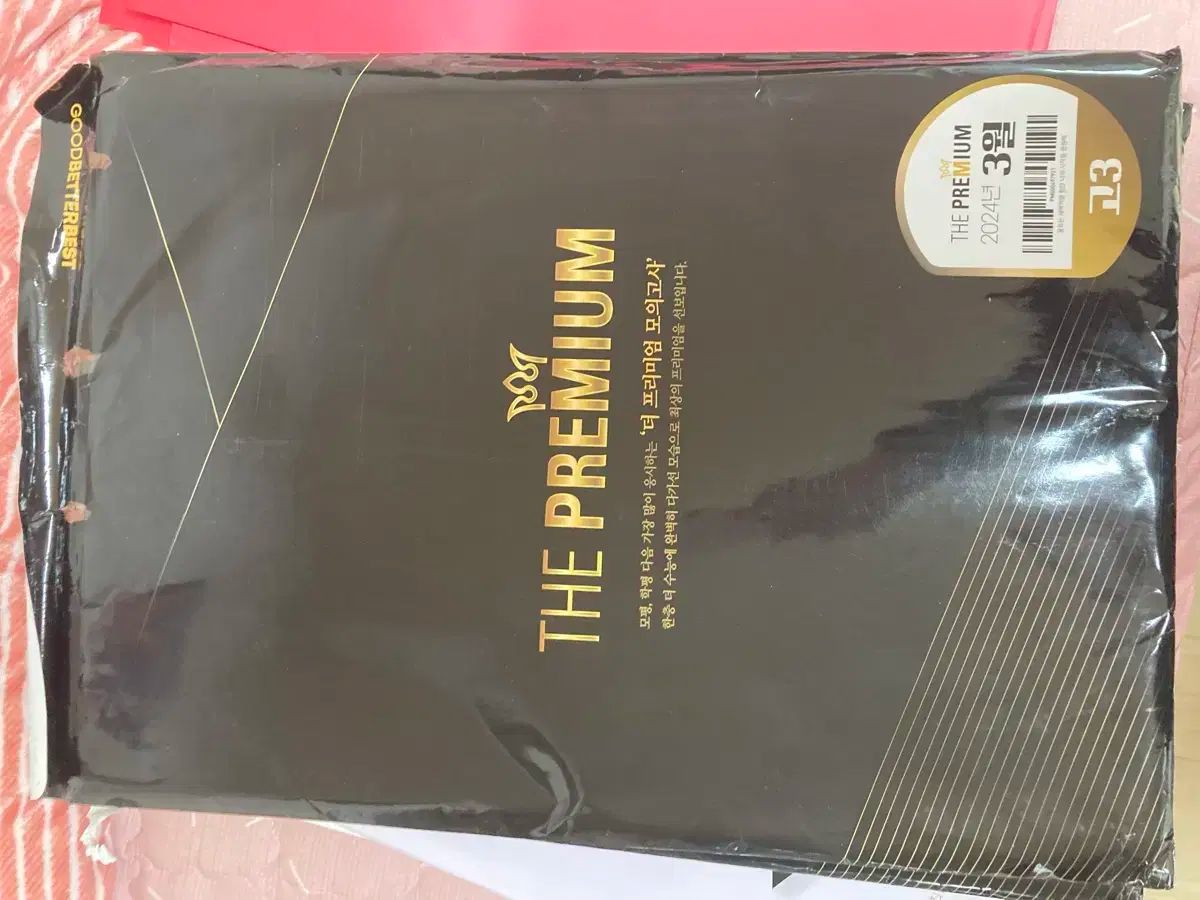 GOODBETTERBEST
THE PREMIUM
모평, 학평 다음 가장 많이 응시하는 '더 프리미엄 모의고사'
한층 더 수능에 완벽히 다가선 모습으로 최상의 프리미엄을 선보입니다.
THE PREMIUM
2024년 3월
고3